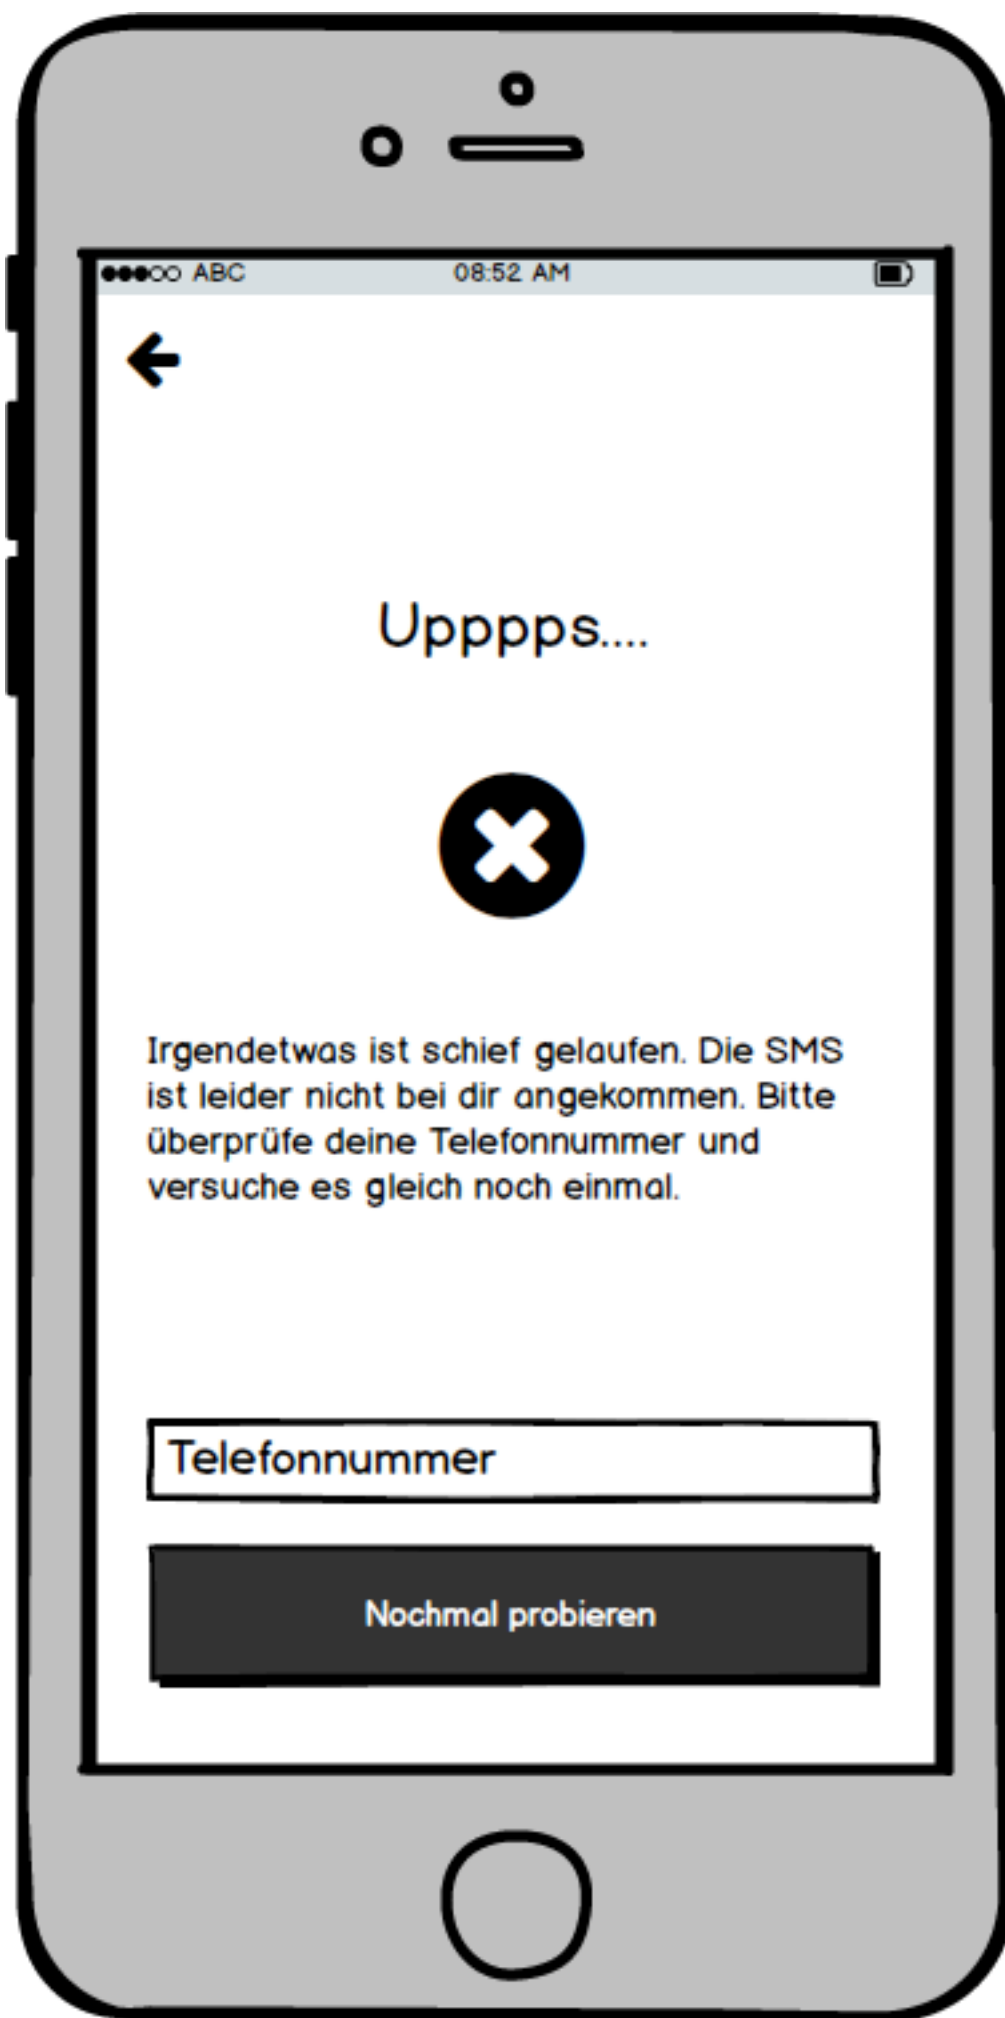 ABC 08:52 AM
Uppppps....
Irgendetwas ist schief gelaufen. Die SMS
ist leider nicht bei dir angekommen. Bitte
überprüfe deine Telefonnummer und
versuche es gleich noch einmal.
Telefonnummer
Nochmal probieren